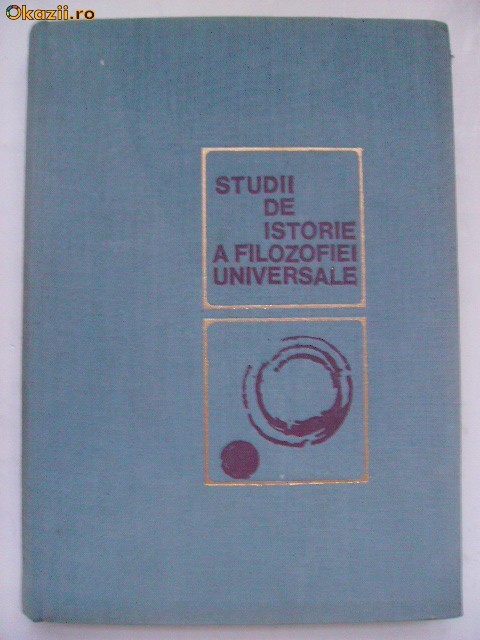 Okazii.ro
STUDII
DE
ISTORIE
A FILOZOFIEI
UNIVERSALE